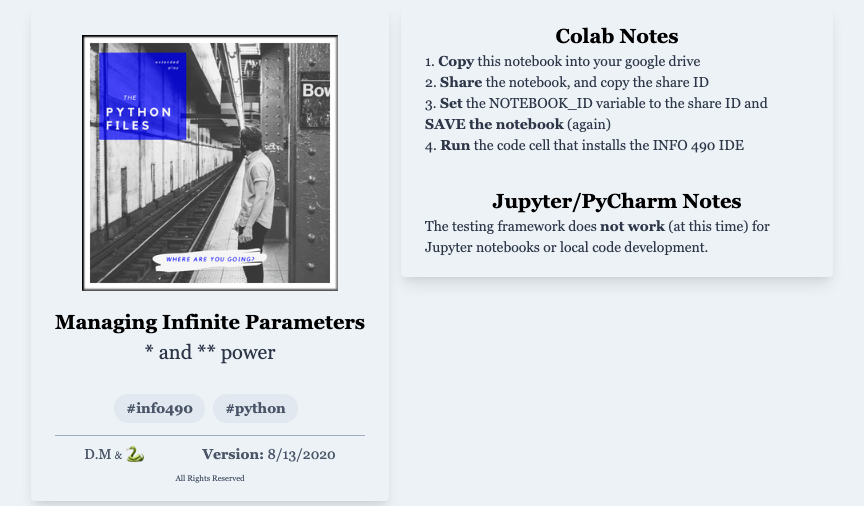 extended
play
THE
PYTHON
FILES
Bow
WHERE ARE YOU GOING?
Managing Infinite Parameters
* and ** power
#info490
#python
D.M & 🐍
Version: 8/13/2020
All Rights Reserved
Colab Notes
1. Copy this notebook into your google drive
2. Share the notebook, and copy the share ID
3. Set the NOTEBOOK_ID variable to the share ID and
SAVE the notebook (again)
4. Run the code cell that installs the INFO 490 IDE
Jupyter/PyCharm Notes
The testing framework does not work (at this time) for
Jupyter notebooks or local code development.